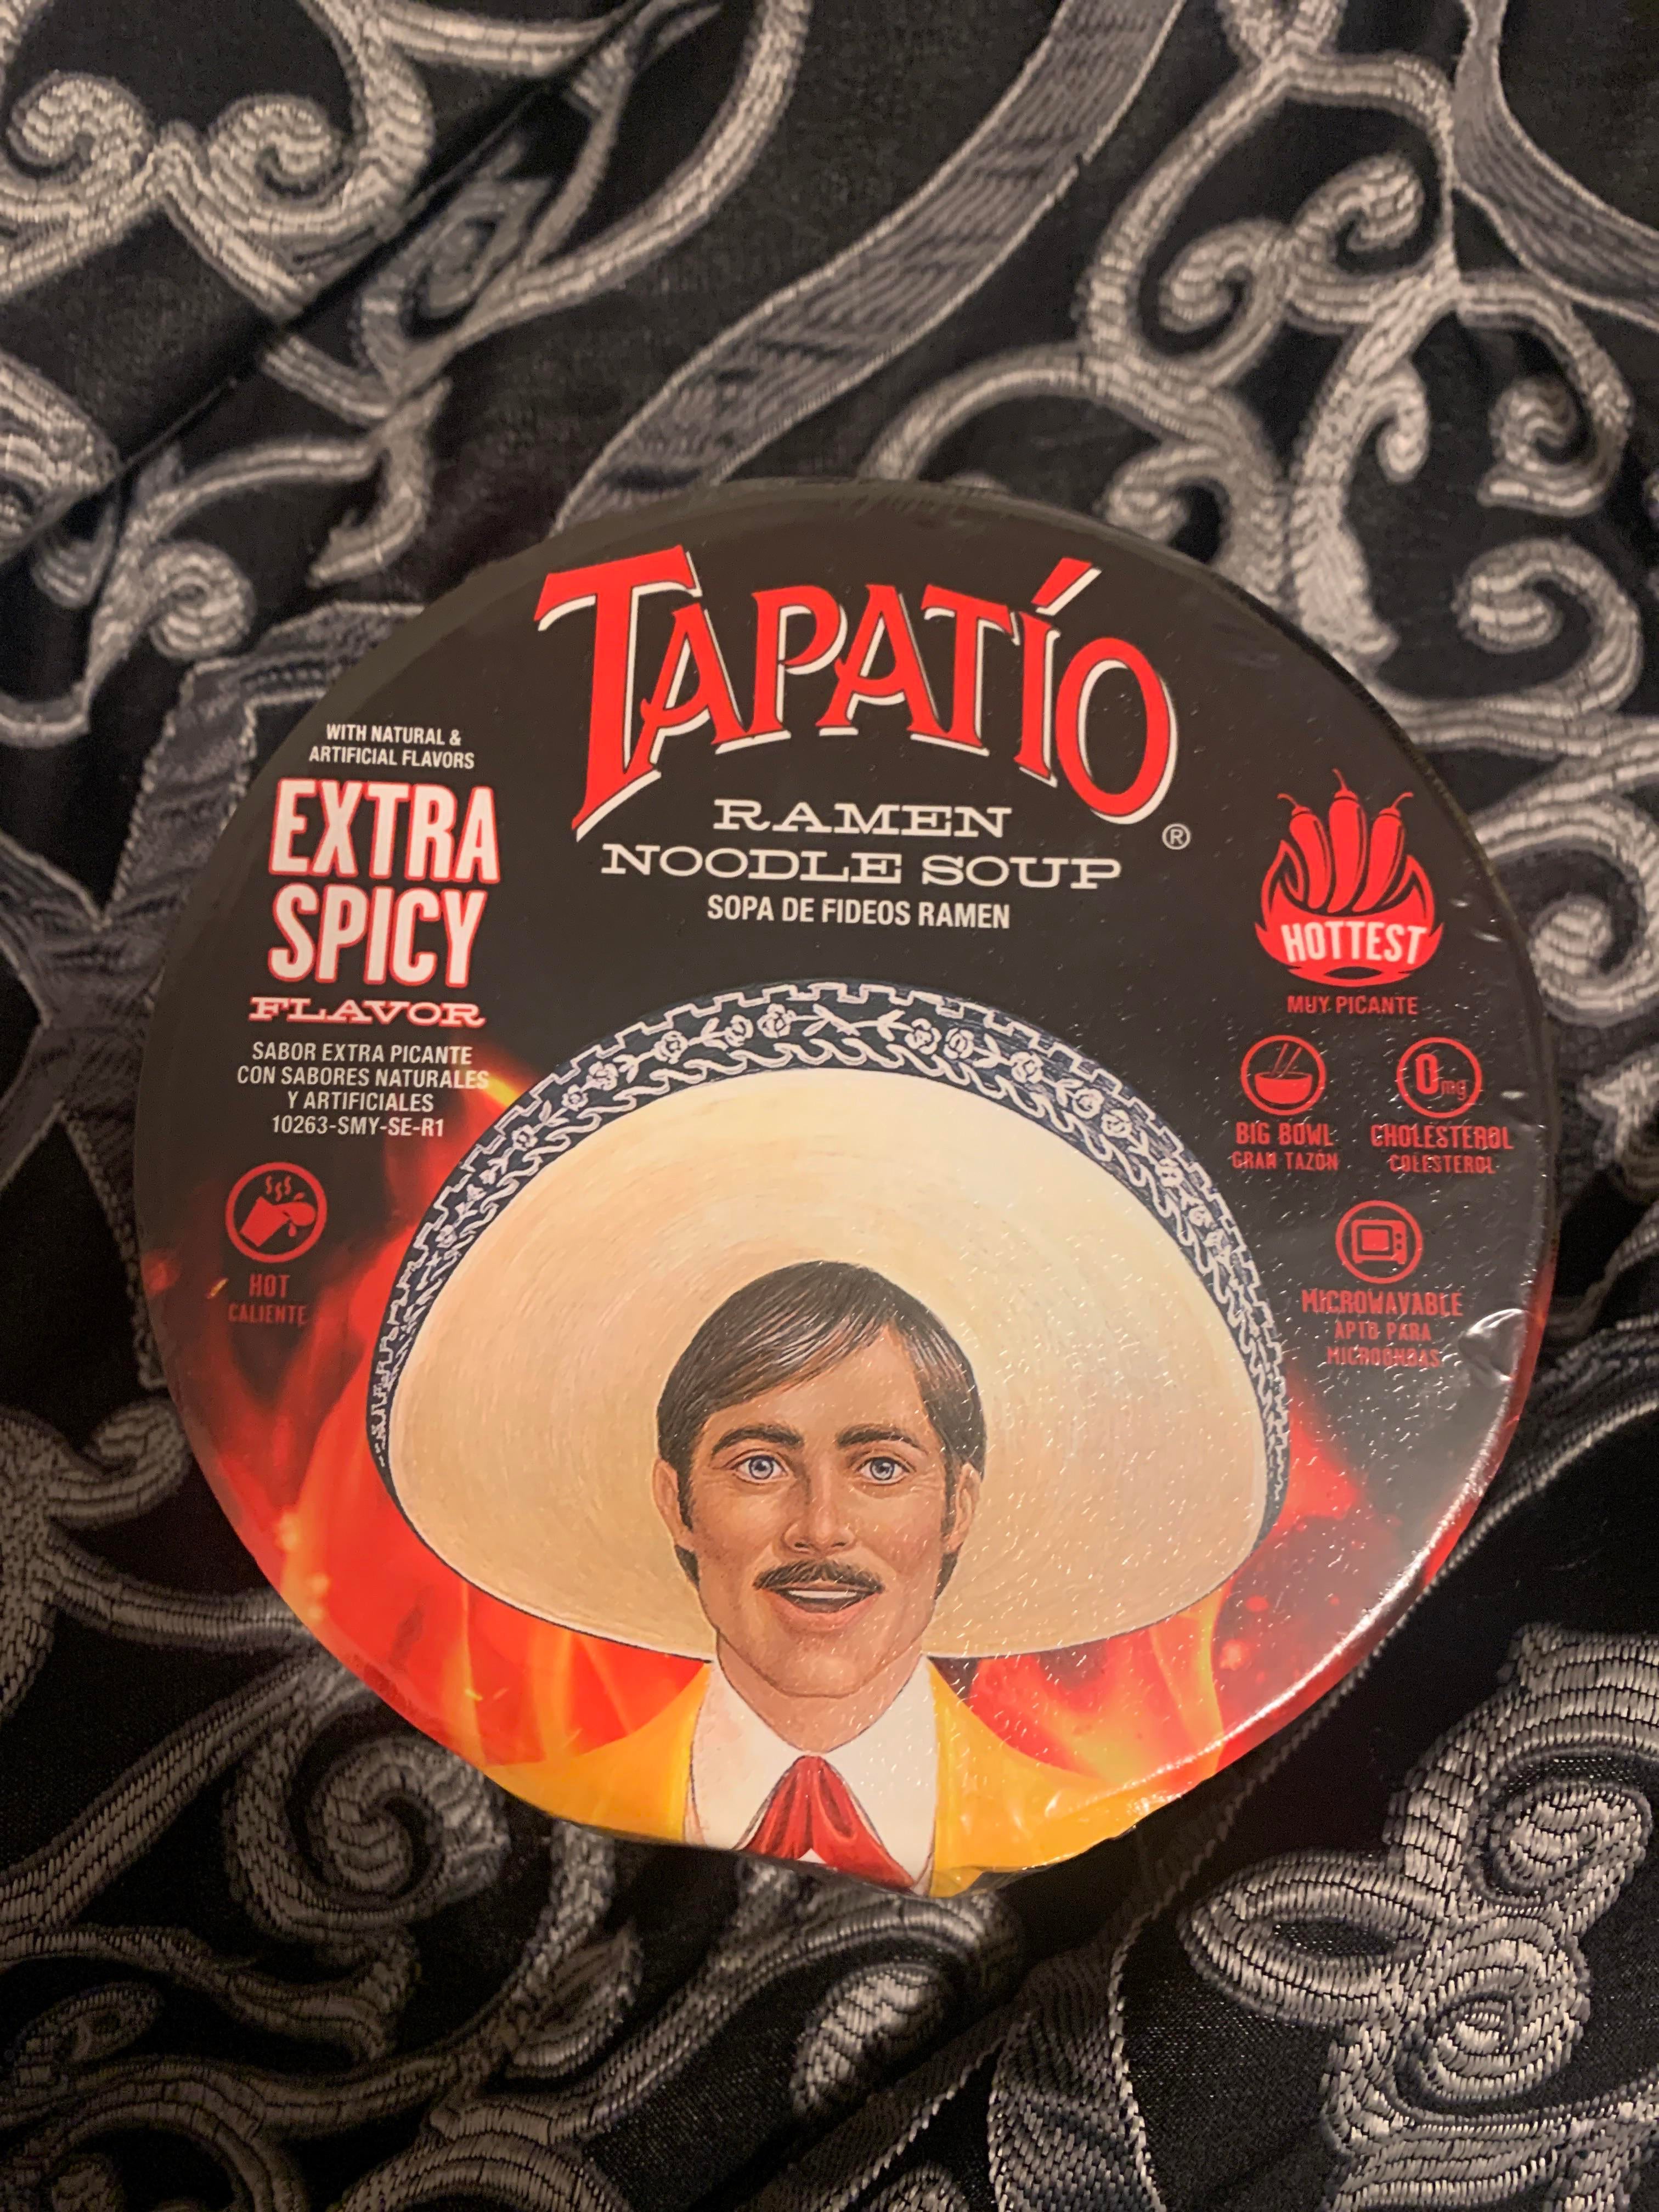 TAPATÍO
®
RAMEN
NOODLE SOUP
SOPA DE FIDEOS RAMEN
WITH NATURAL &
ARTIFICIAL FLAVORS
EXTRA
SPICY
FLAVOR
SABOR EXTRA PICANTE
CON SABORES NATURALES
Y ARTIFICIALES
10263-SMY-SE-R1
HOT
CALIENTE
HOTTEST
MUY PICANTE
BIG BOWL
GRAN TAZÓN
0mg
CHOLESTEROL
COLESTEROL
MICROWAVABLE
APTO PARA
MICROONDAS